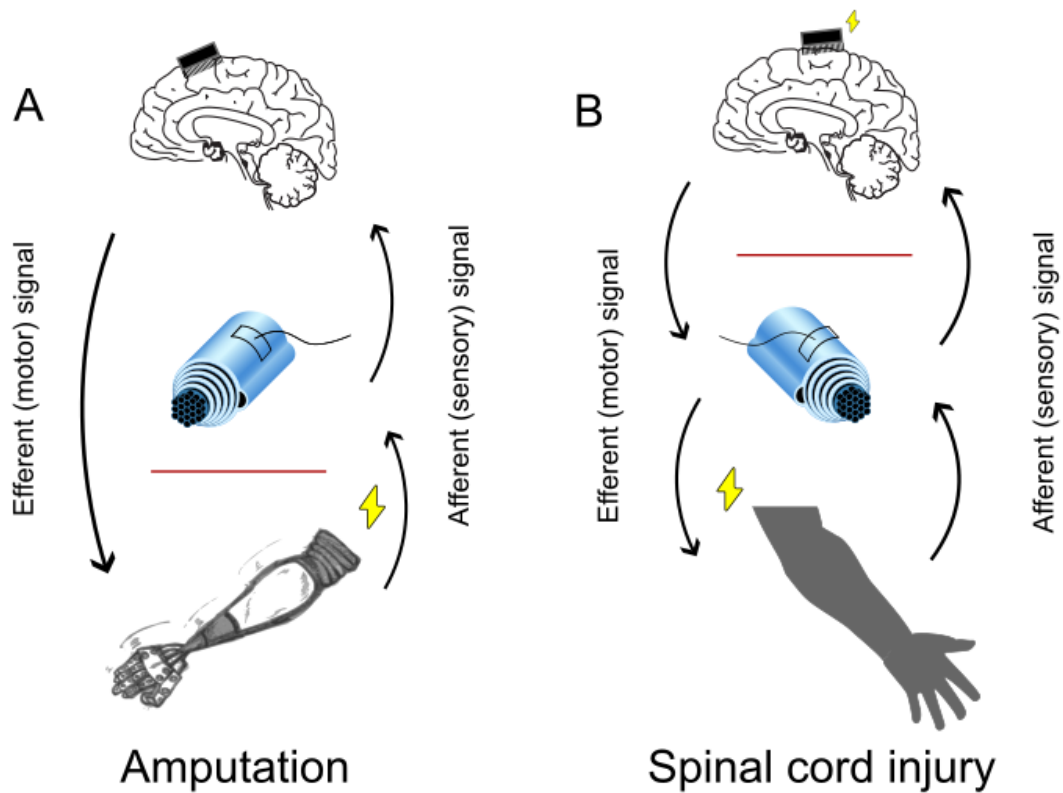 A
Efferent (motor) signal
Afferent (sensory) signal
Amputation
B
Efferent (motor) signal
Afferent (sensory) signal
Spinal cord injury